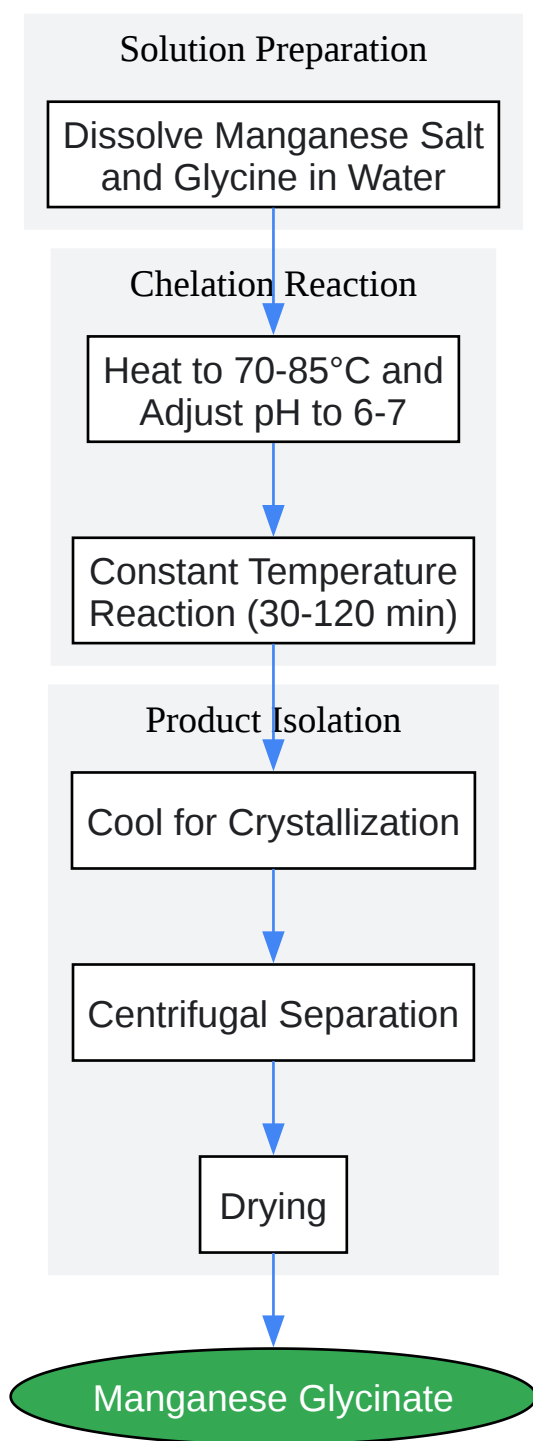 Solution Preparation
Dissolve Manganese Salt
and Glycine in Water
Chelation Reaction
Heat to 70-85°C and
Adjust pH to 6-7
Constant Temperature
Reaction (30-120 min)
Product Isolation
Cool for Crystallization
Centrifugal Separation
Drying
Manganese Glycinate